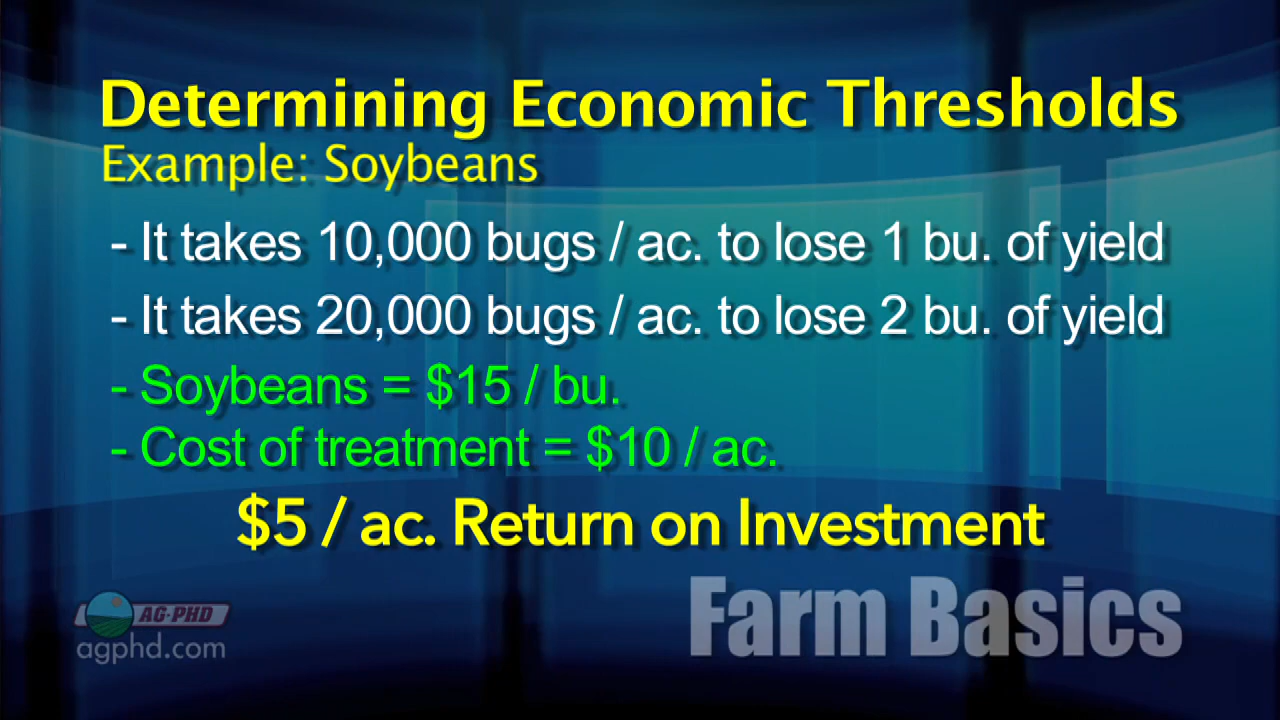 Determining Economic Thresholds
Example: Soybeans
- It takes 10,000 bugs / ac. to lose 1 bu. of yield
- It takes 20,000 bugs / ac. to lose 2 bu. of yield
- Soybeans = $15 / bu.
- Cost of treatment = $10 / ac.
$5 / ac. Return on Investment
Farm Basics
AG-PHD
agphd.com